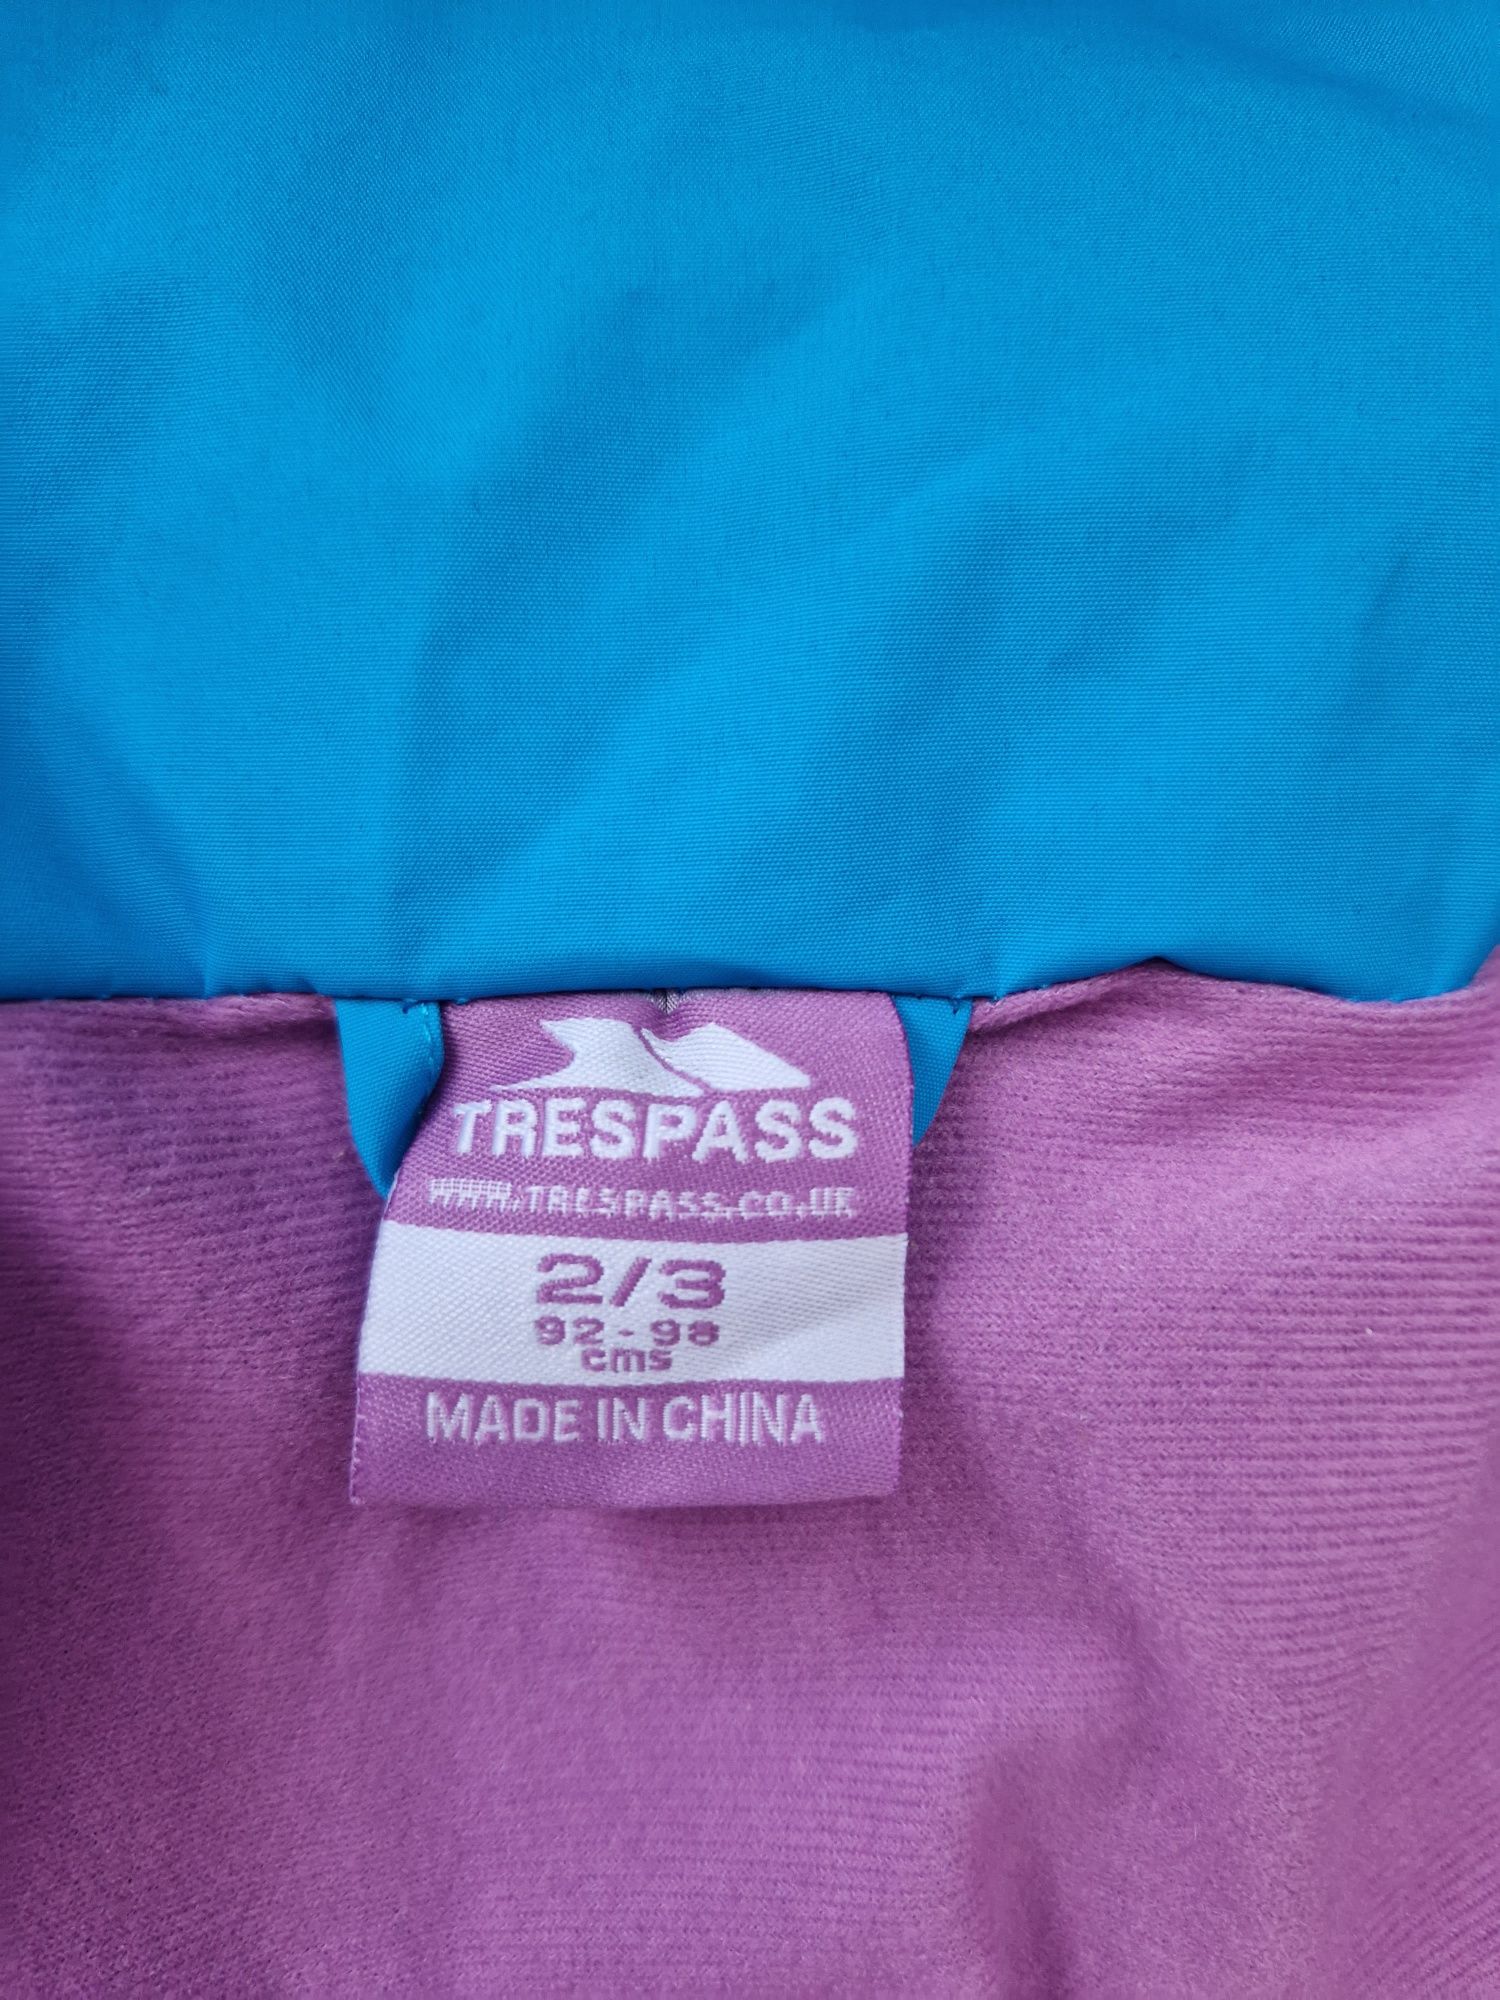 TRESPASS
WWW.TRESPASS.CO.UK
2/3
92-98
cms
MADE IN CHINA